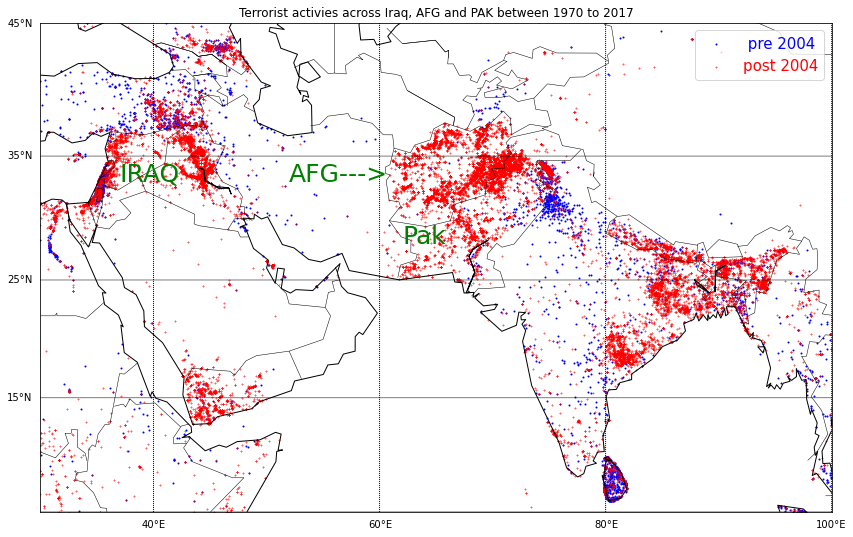 Terrorist activies across Iraq, AFG and PAK between 1970 to 2017
45°N
pre 2004
post 2004
35°N
IRAQ
AFG--->
Pak
25°N
15°N
40°E
60°E
80°E
100°E